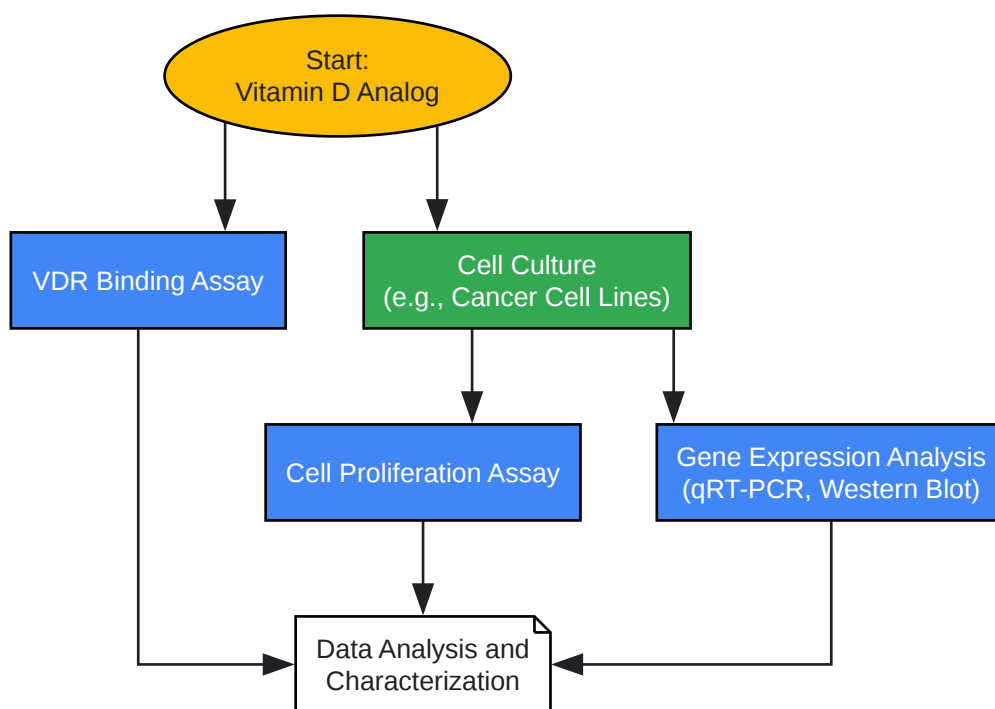 Start:
Vitamin D Analog
VDR Binding Assay
Cell Culture
(e.g., Cancer Cell Lines)
Cell Proliferation Assay
Gene Expression Analysis
(qRT-PCR, Western Blot)
Data Analysis and
Characterization